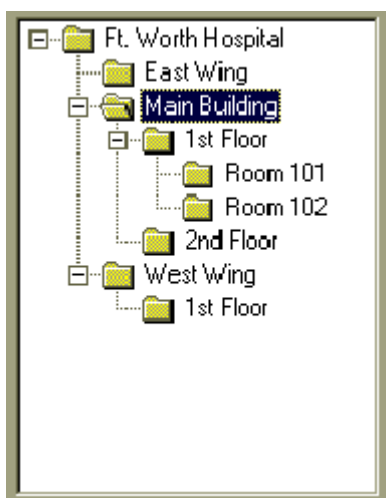 Ft. Worth Hospital
East Wing
Main Building
1st Floor
Room 101
Room 102
2nd Floor
West Wing
1st Floor